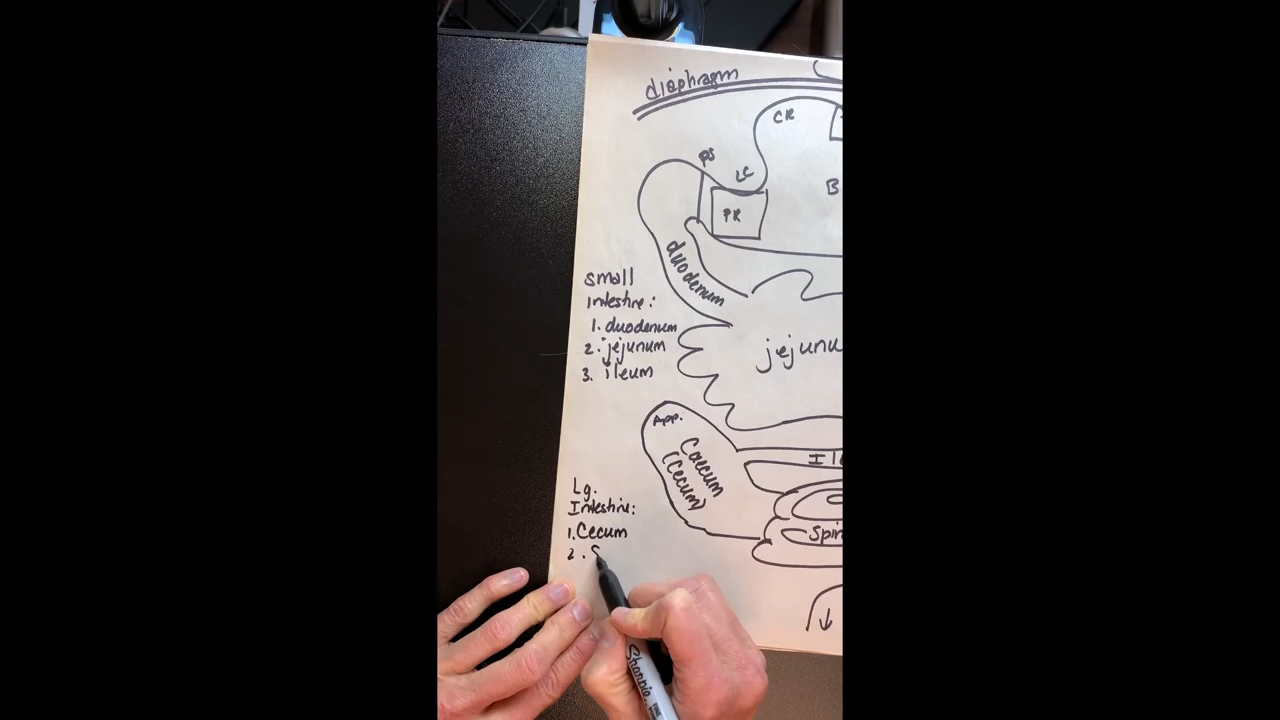 diaphragm
CR
PS
LC
B
PR
duodenum
small
Intestine:
1. duodenum
2. jejunum
3. ileum
jejunu
App.
Caecum
(Cecum)
Ile
Lg.
Intestine:
1. Cecum
2. S
Spir
Sharpie